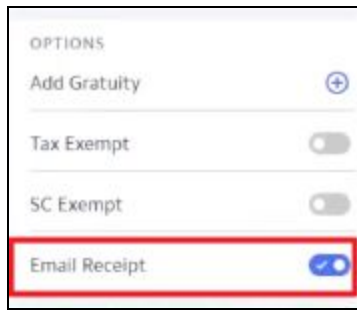 OPTIONS
Add Gratuity
Tax Exempt
SC Exempt
Email Receipt